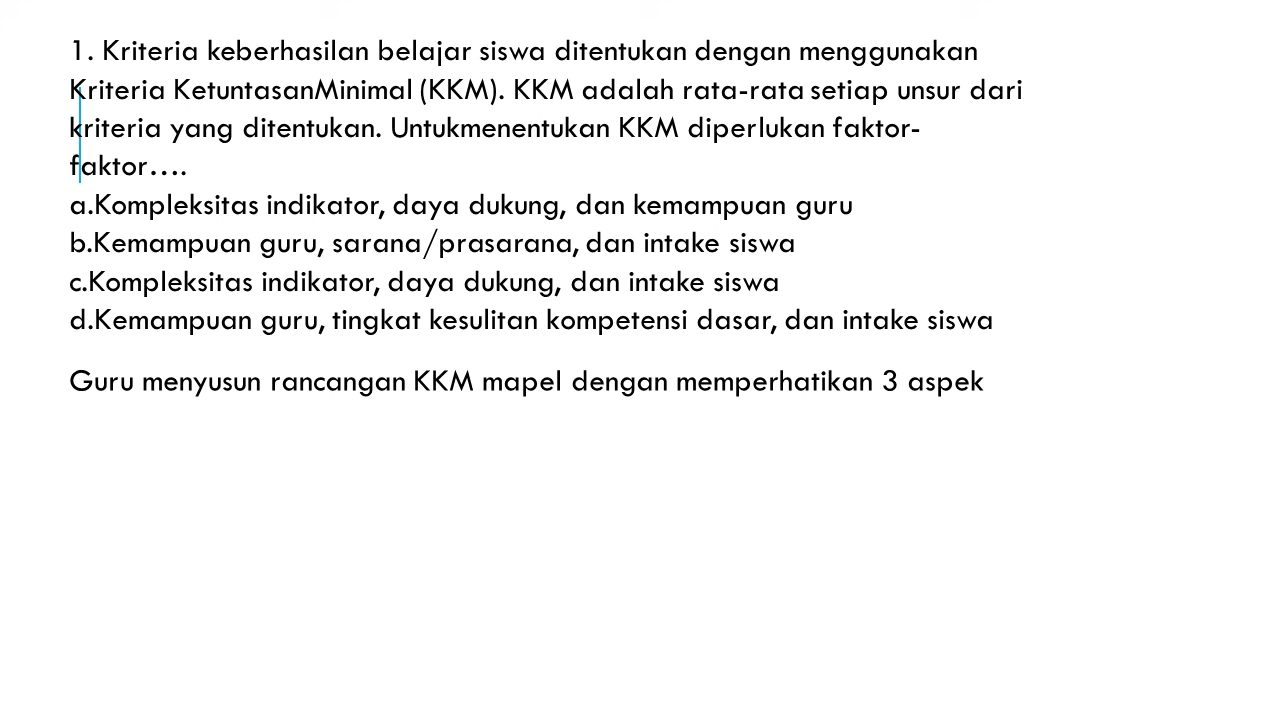 1. Kriteria keberhasilan belajar siswa ditentukan dengan menggunakan
Kriteria KetuntasanMinimal (KKM). KKM adalah rata-rata setiap unsur dari
kriteria yang ditentukan. Untukmenentukan KKM diperlukan faktor-
faktor….
a.Kompleksitas indikator, daya dukung, dan kemampuan guru
b.Kemampuan guru, sarana/prasarana, dan intake siswa
c.Kompleksitas indikator, daya dukung, dan intake siswa
d.Kemampuan guru, tingkat kesulitan kompetensi dasar, dan intake siswa
Guru menyusun rancangan KKM mapel dengan memperhatikan 3 aspek